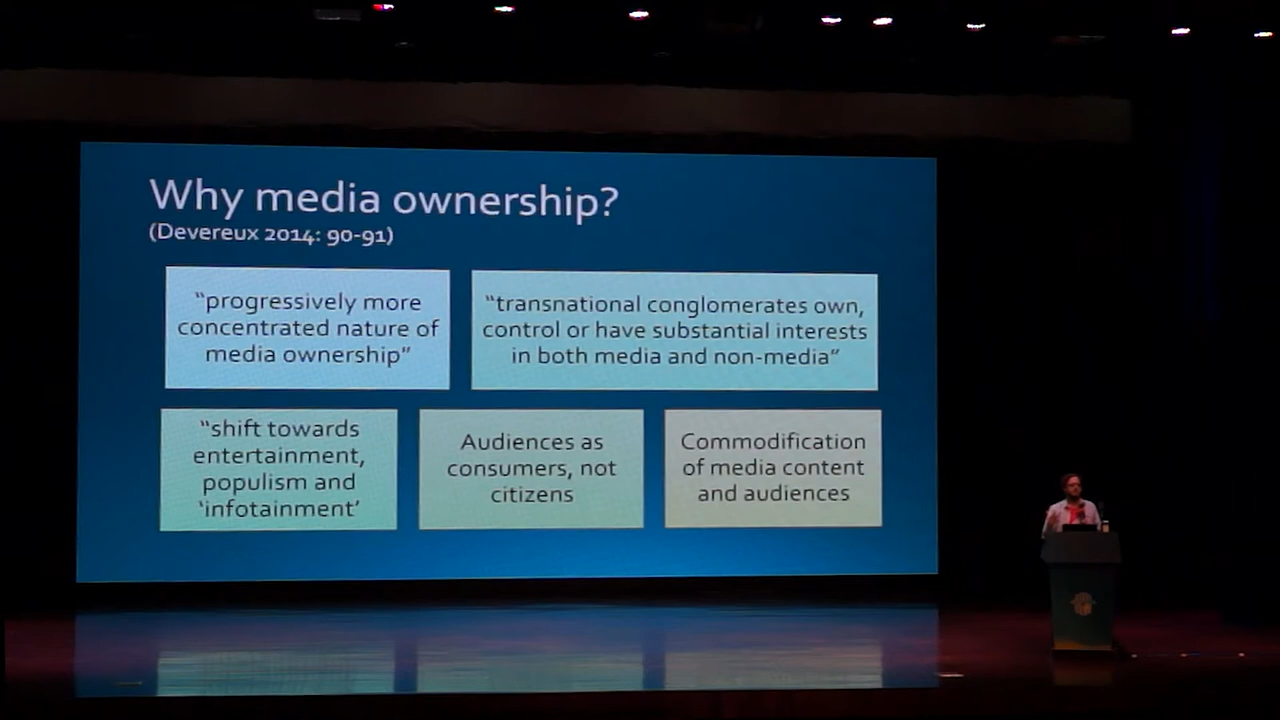 Why media ownership?
(Devereux 2014: 90-91)
“progressively more
concentrated nature of
media ownership”
“transnational conglomerates own,
control or have substantial interests
in both media and non-media”
“shift towards
entertainment,
populism and
‘infotainment’
Audiences as
consumers, not
citizens
Commodification
of media content
and audiences